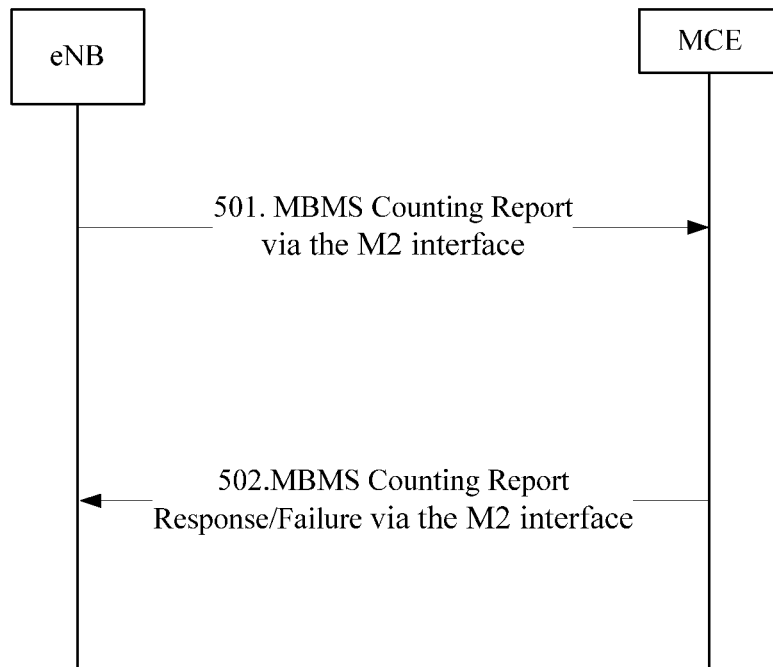 eNB
MCE
501. MBMS Counting Report
via the M2 interface
502.MBMS Counting Report
Response/Failure via the M2 interface